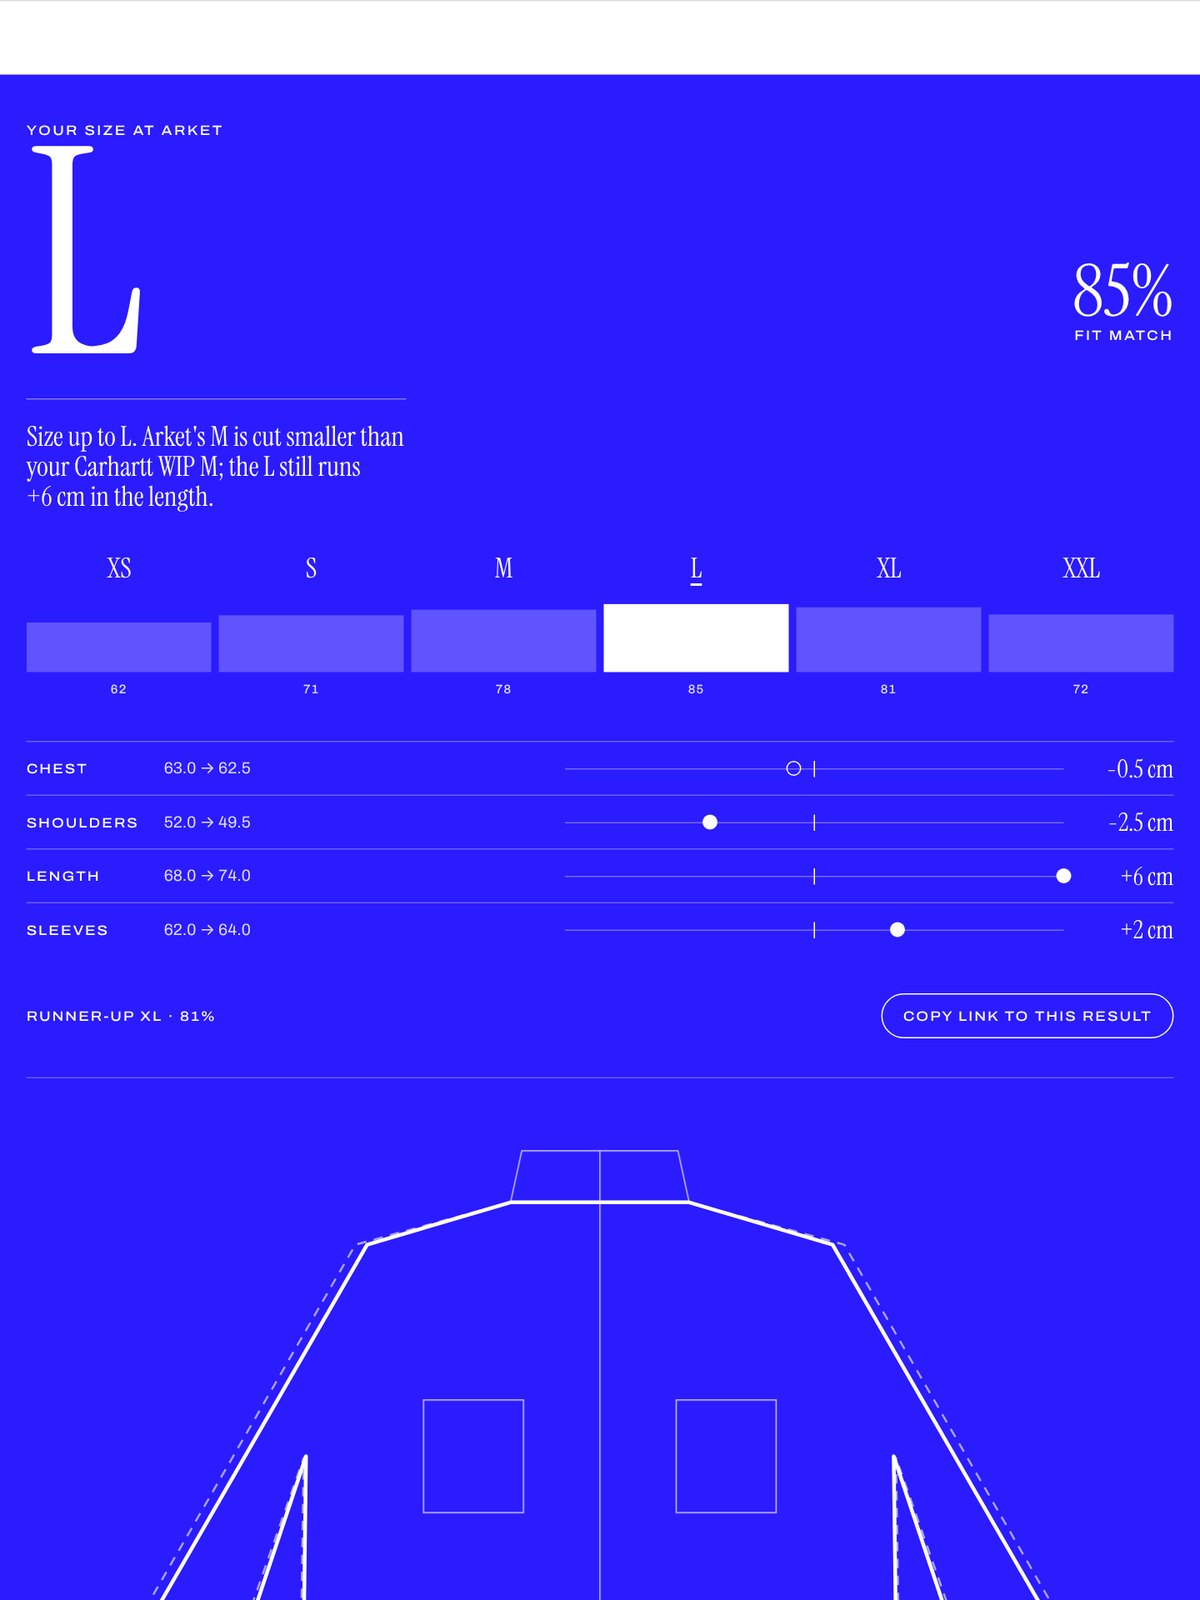 YOUR SIZE AT ARKET
L
85%
FIT MATCH
Size up to L. Arket's M is cut smaller than
your Carhartt WIP M; the L still runs
+6 cm in the length.
XS S M L XL XXL
62 71 78 85 81 72
CHEST 63.0 → 62.5 -0.5 cm
SHOULDERS 52.0 → 49.5 -2.5 cm
LENGTH 68.0 → 74.0 +6 cm
SLEEVES 62.0 → 64.0 +2 cm
RUNNER-UP XL · 81% COPY LINK TO THIS RESULT